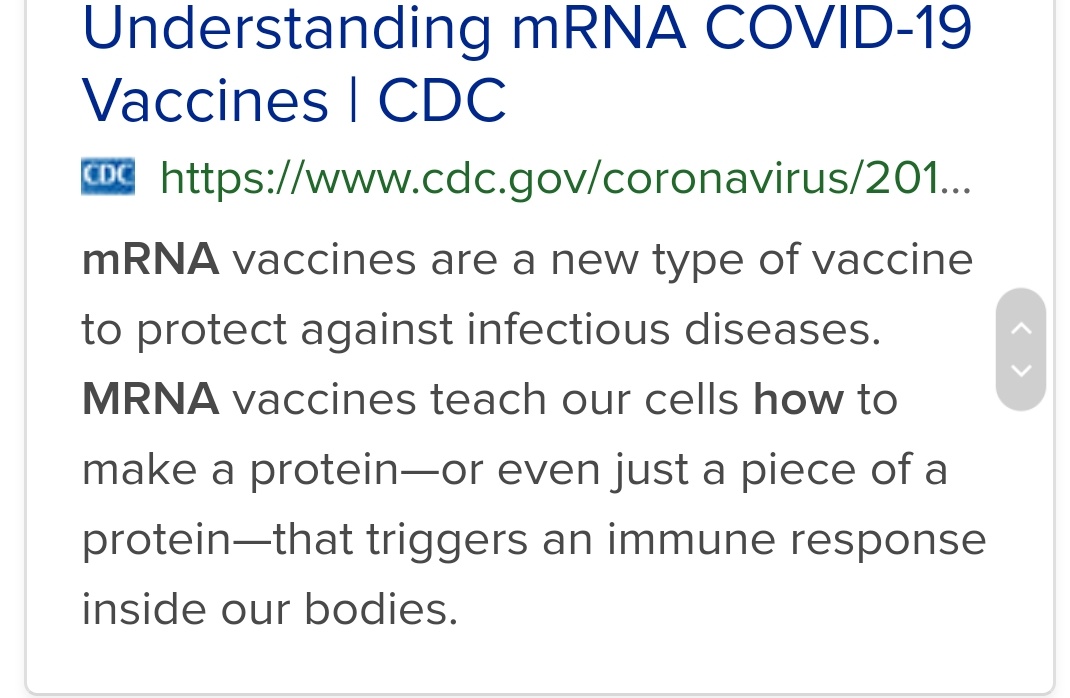 Understanding mRNA COVID-19
Vaccines | CDC
CDC https://www.cdc.gov/coronavirus/201...
mRNA vaccines are a new type of vaccine
to protect against infectious diseases.
MRNA vaccines teach our cells how to
make a protein—or even just a piece of a
protein—that triggers an immune response
inside our bodies.